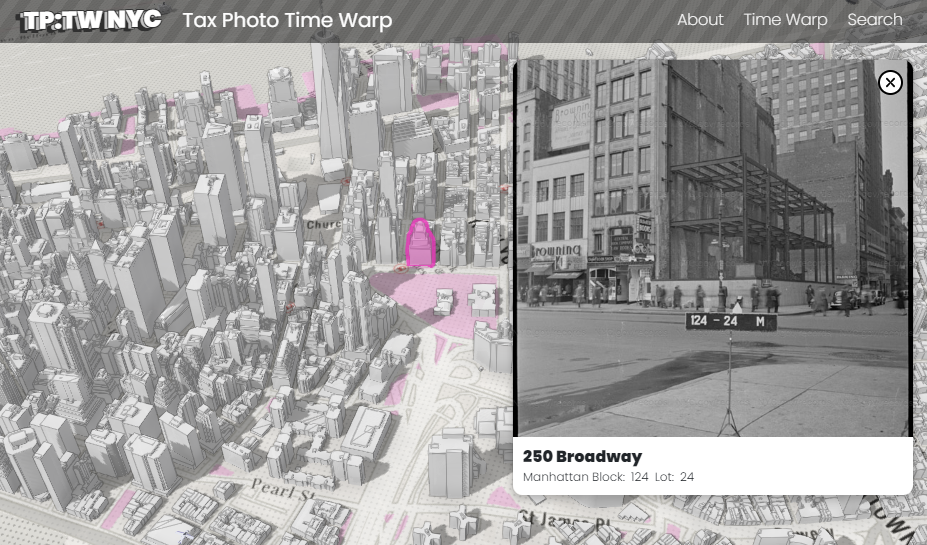 TP:TW NYC
Tax Photo Time Warp
About
Time Warp
Search
Church
browning
124 - 24 M
250 Broadway
Manhattan Block: 124 Lot: 24
Pearl St
St James Pl